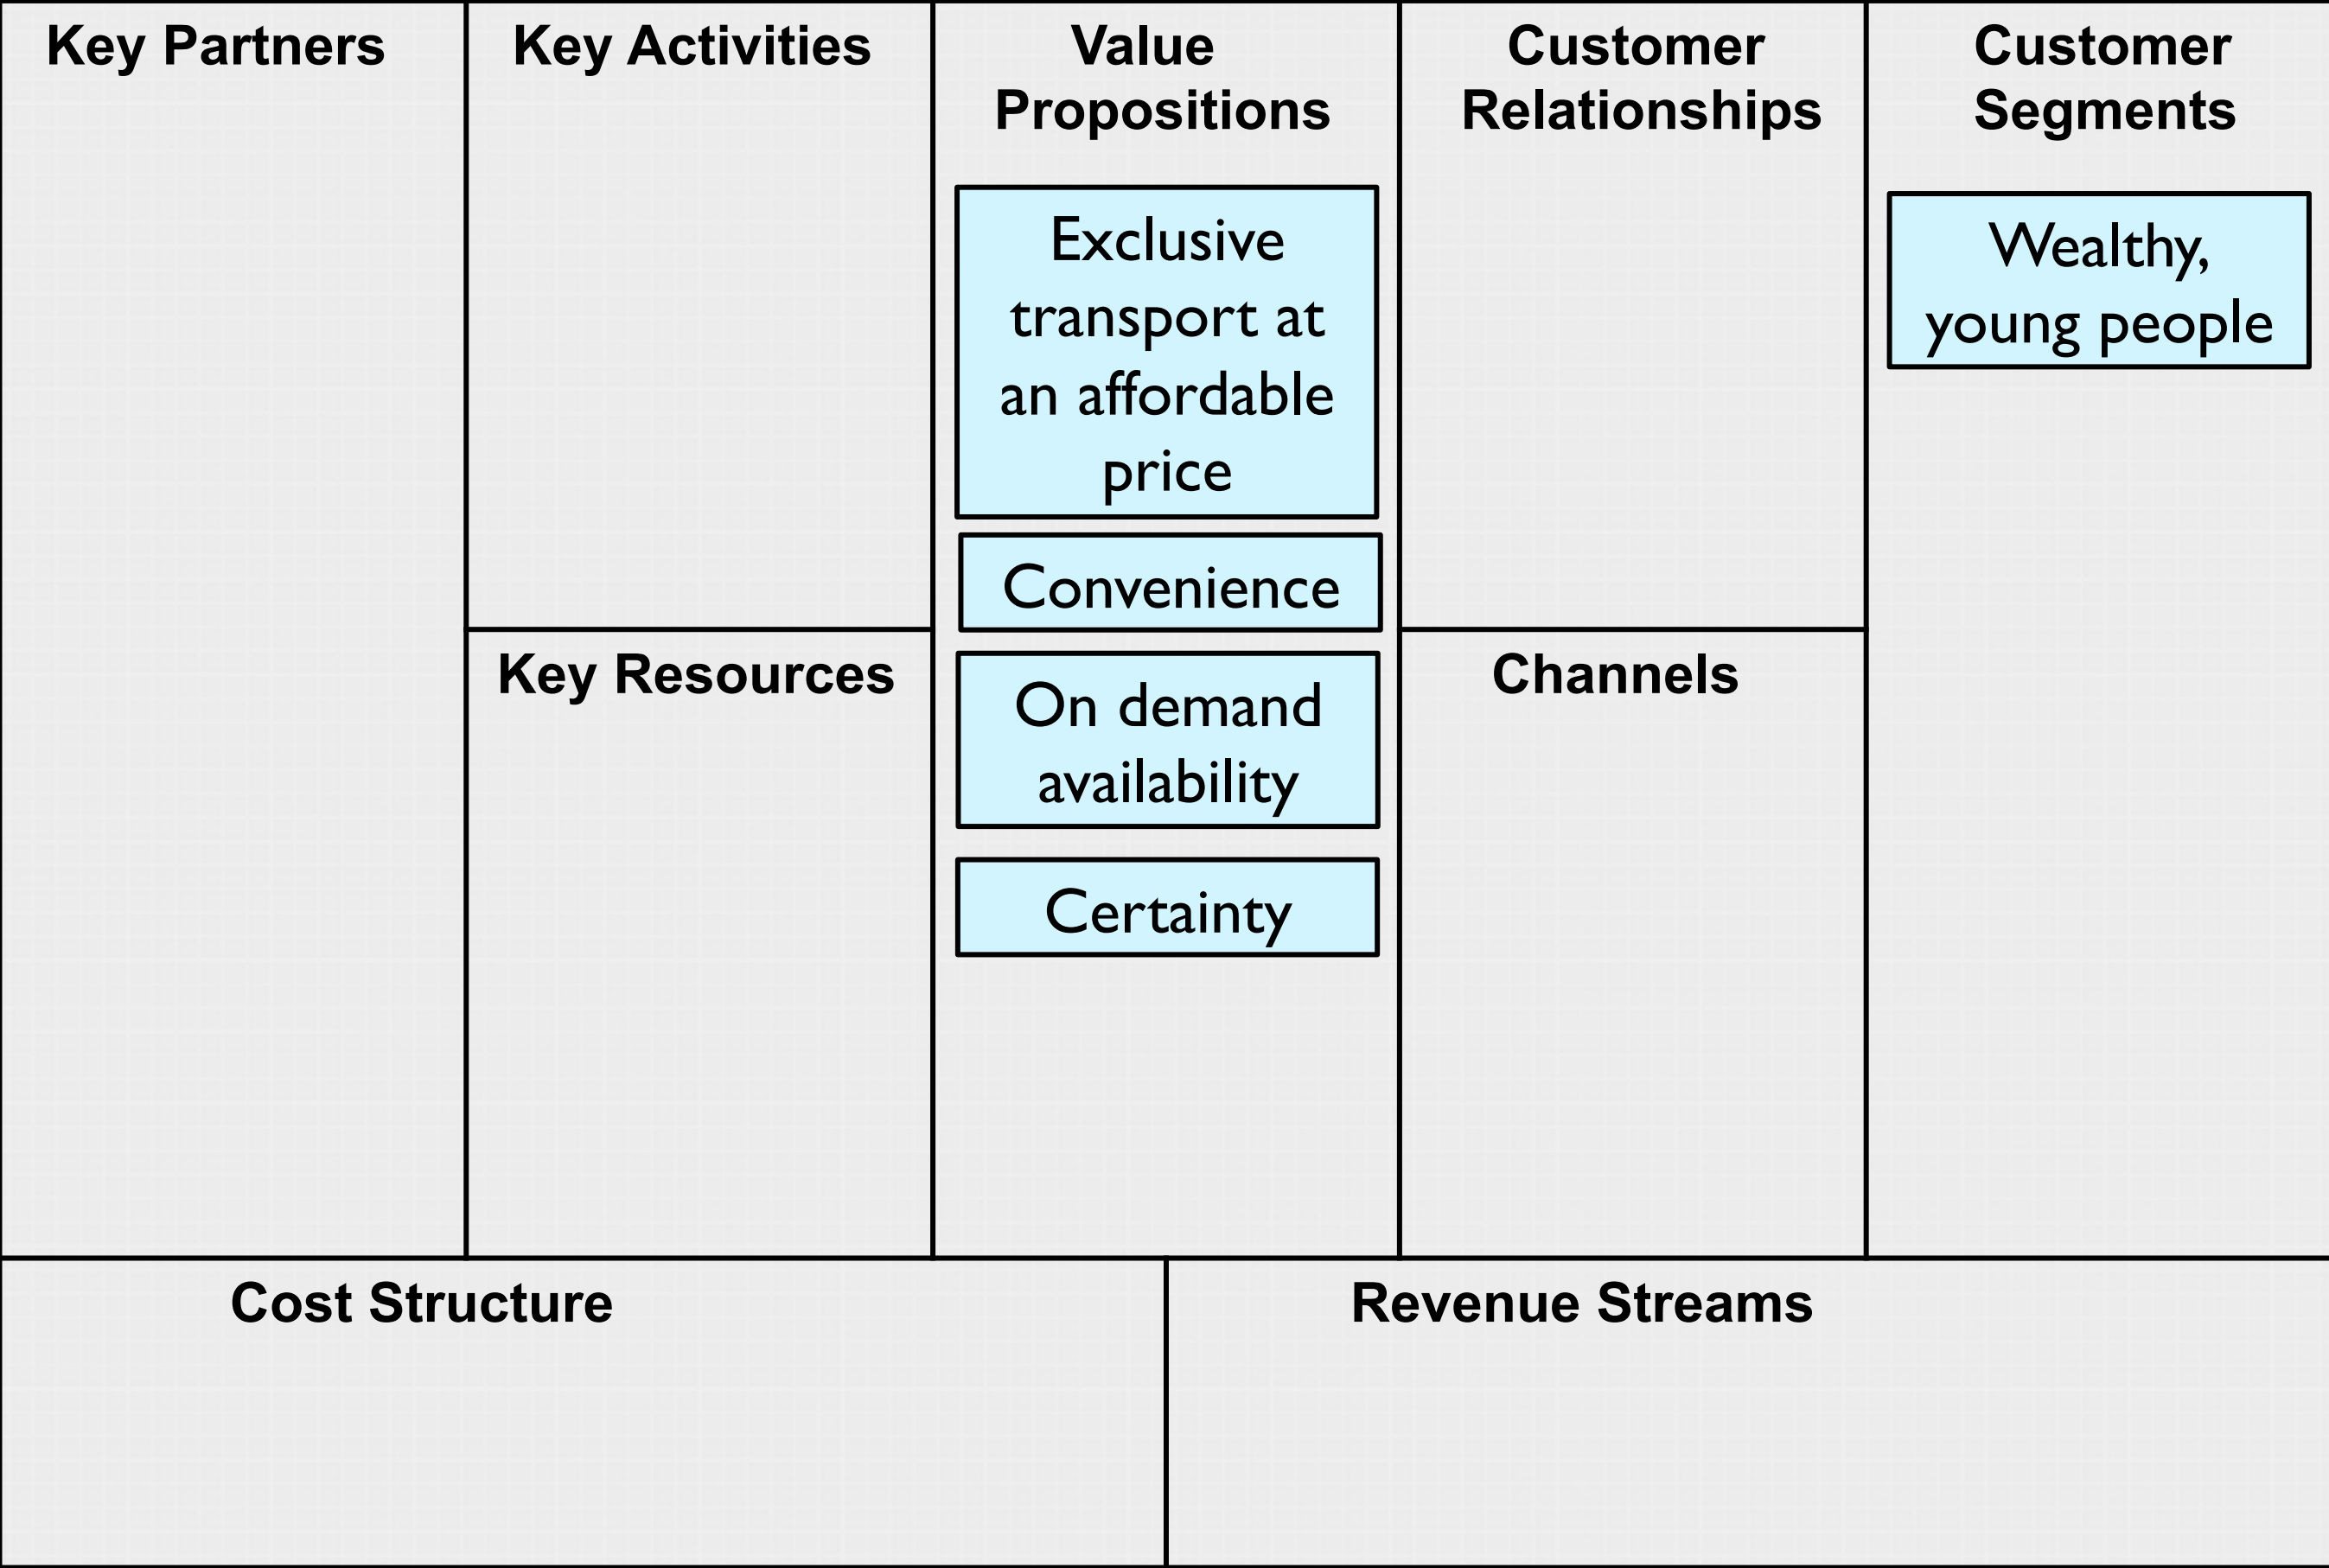 Key Partners
Key Activities
Value
Propositions
Exclusive
transport at
an affordable
price
Convenience
On demand
availability
Certainty
Customer
Relationships
Customer
Segments
Wealthy,
young people
Key Resources
Channels
Cost Structure
Revenue Streams